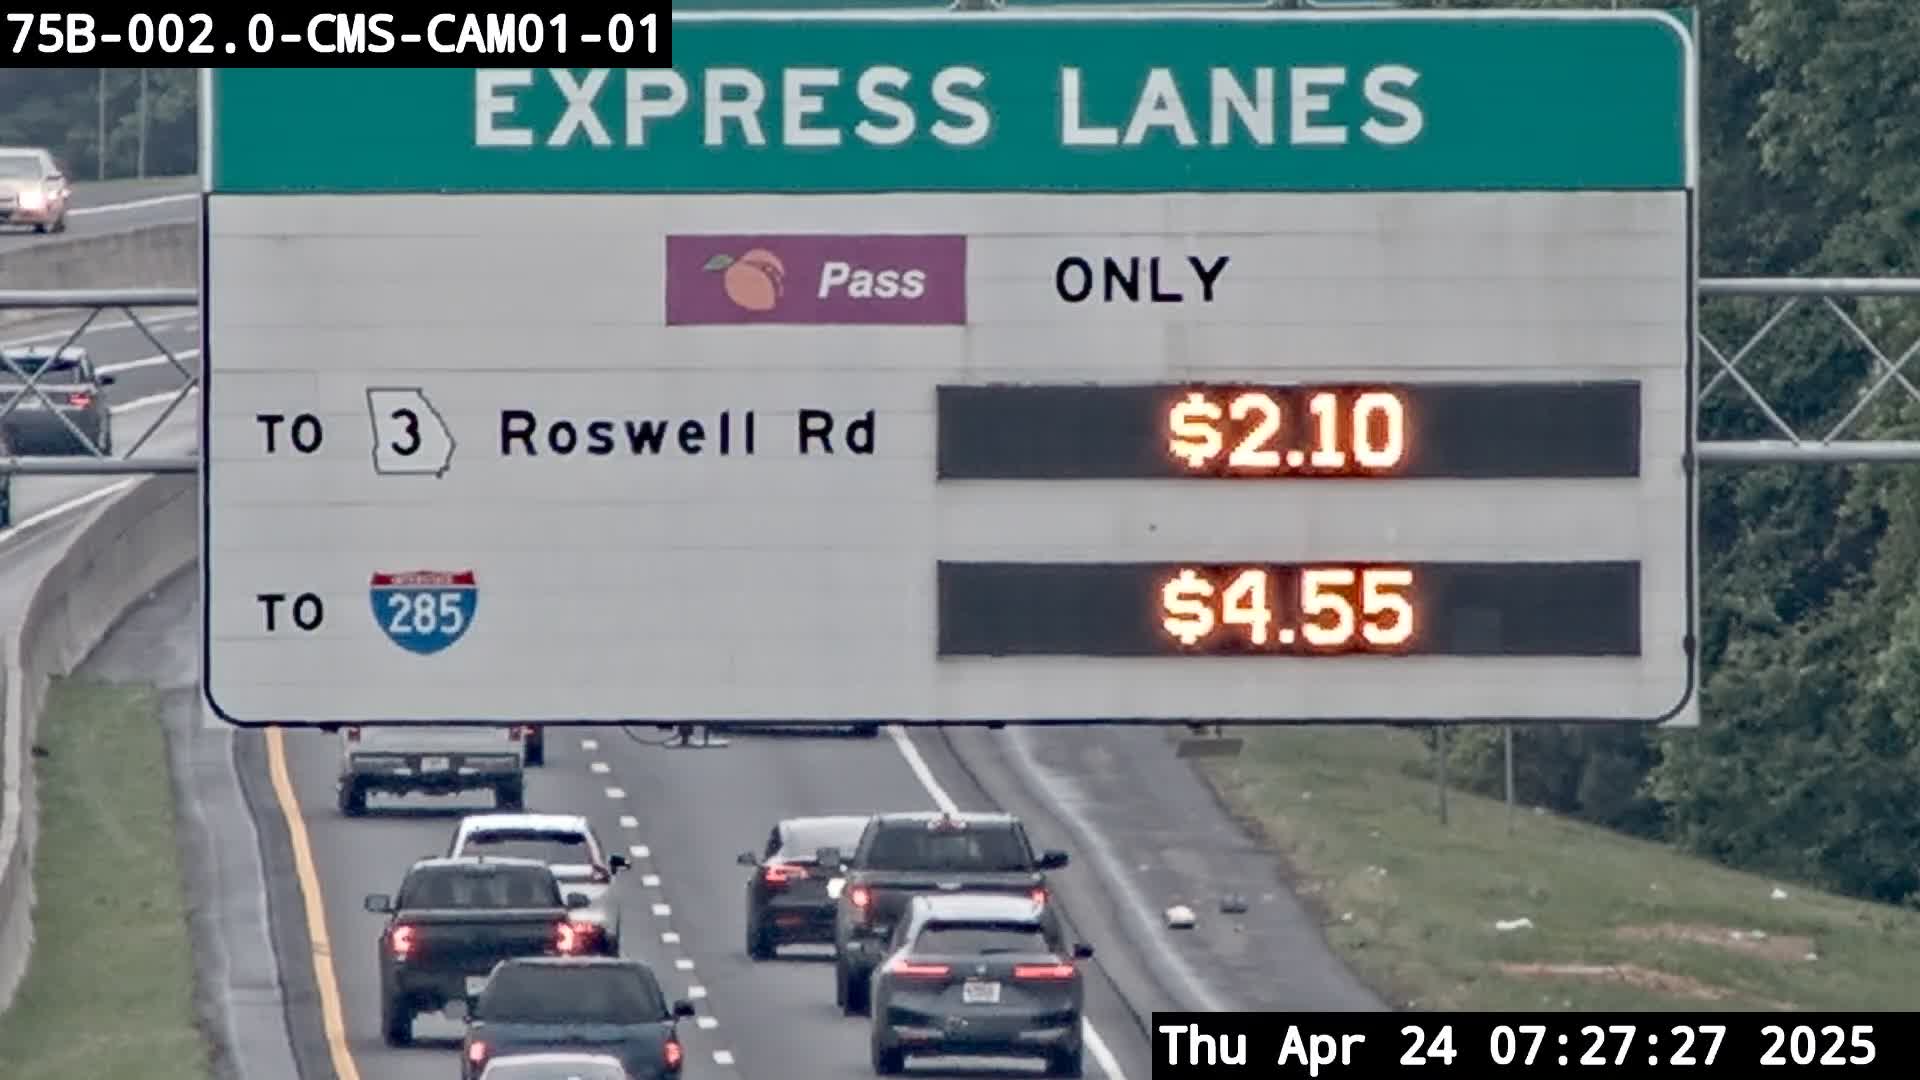 75B-002.0-CMS-CAM01-01
EXPRESS LANES
Pass ONLY
TO 3 Roswell Rd $2.10
TO INTERSTATE 285 $4.55
Thu Apr 24 07:27:27 2025